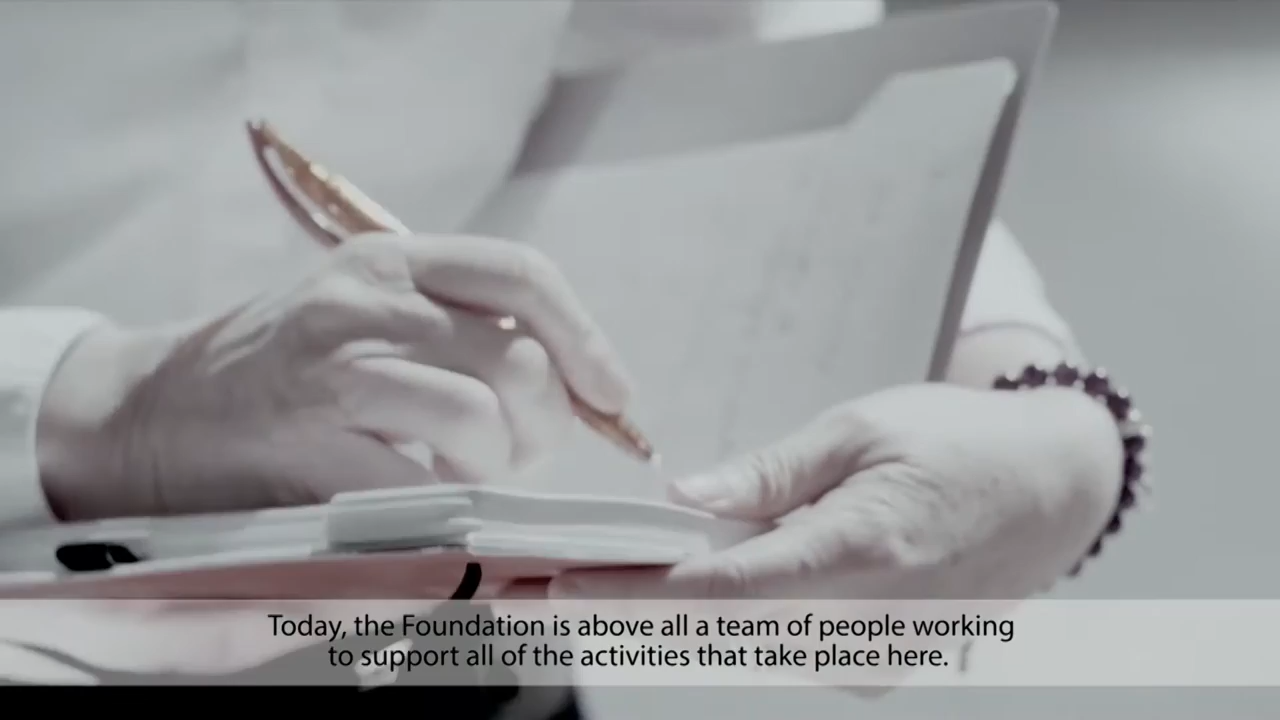 Today, the Foundation is above all a team of people working
to support all of the activities that take place here.